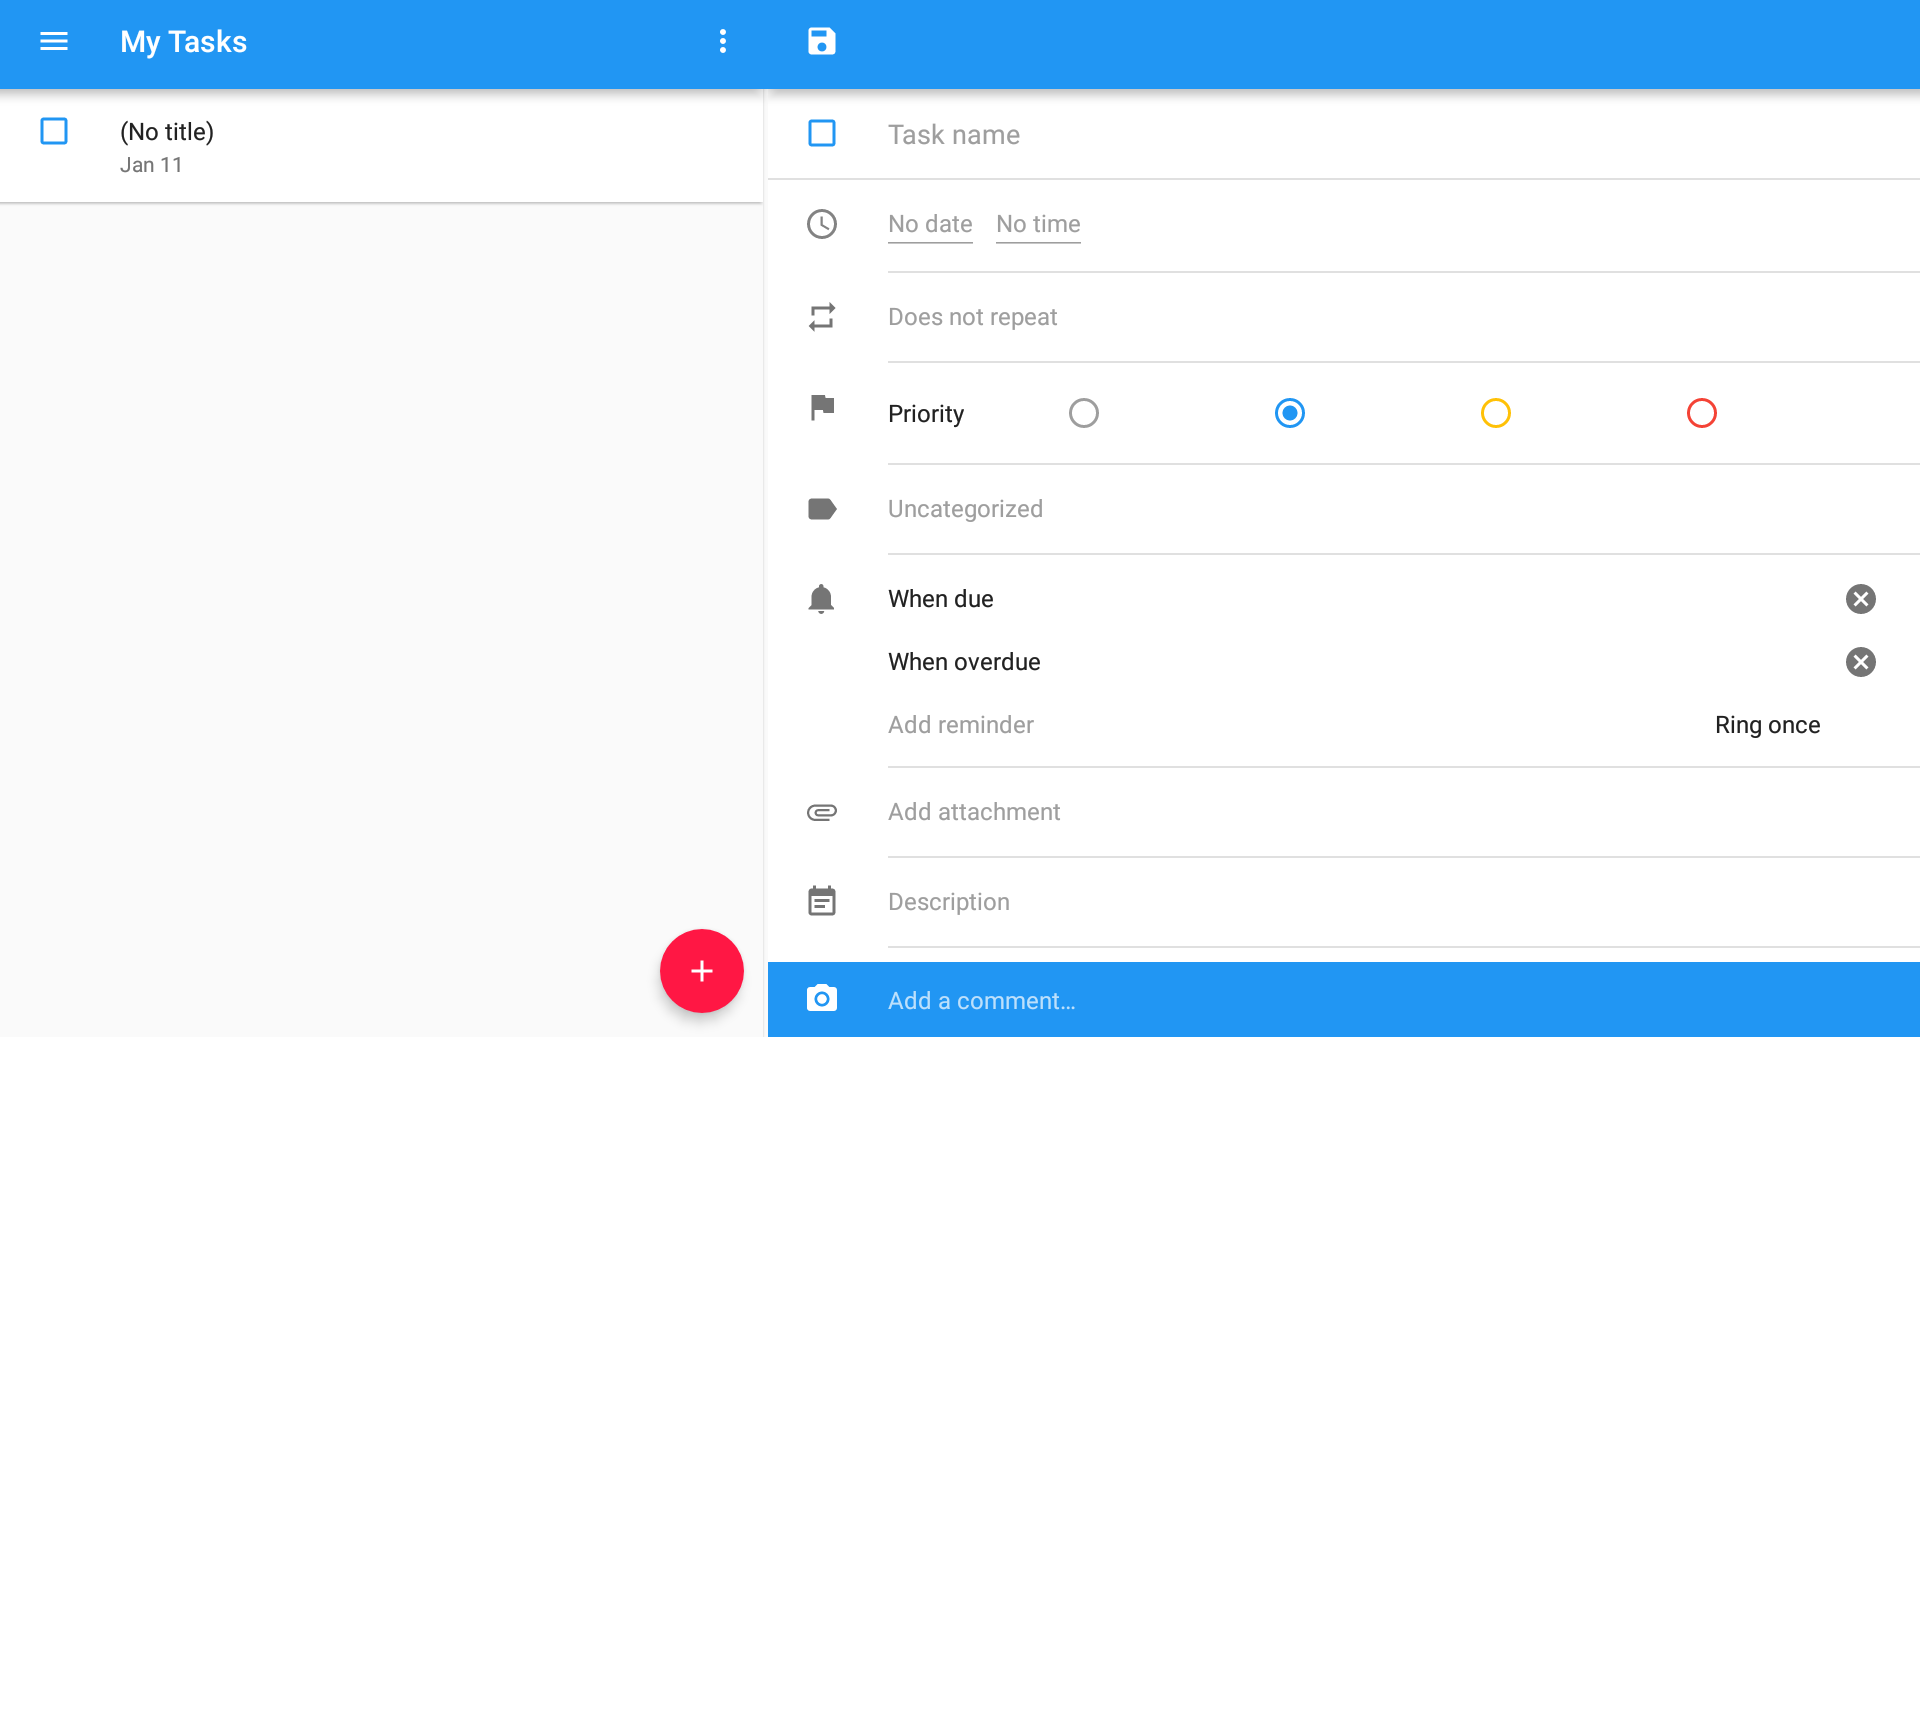 My Tasks
(No title)
Jan 11
Task name
No date No time
Does not repeat
Priority
Uncategorized
When due
When overdue
Add reminder Ring once
Add attachment
Description
Add a comment...